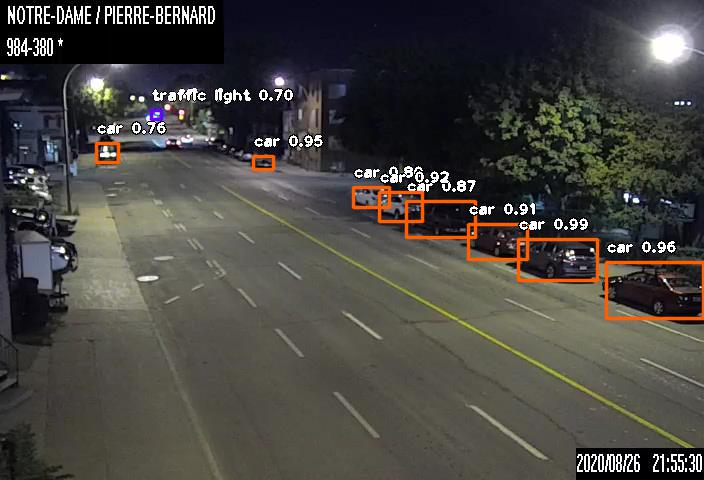 NOTRE-DAME / PIERRE-BERNARD
984-380 *
traffic light 0.70
car 0.76
car 0.95
car 0.92
car 0.87
car 0.91
car 0.99
car 0.96
2020/08/26 21:55:30